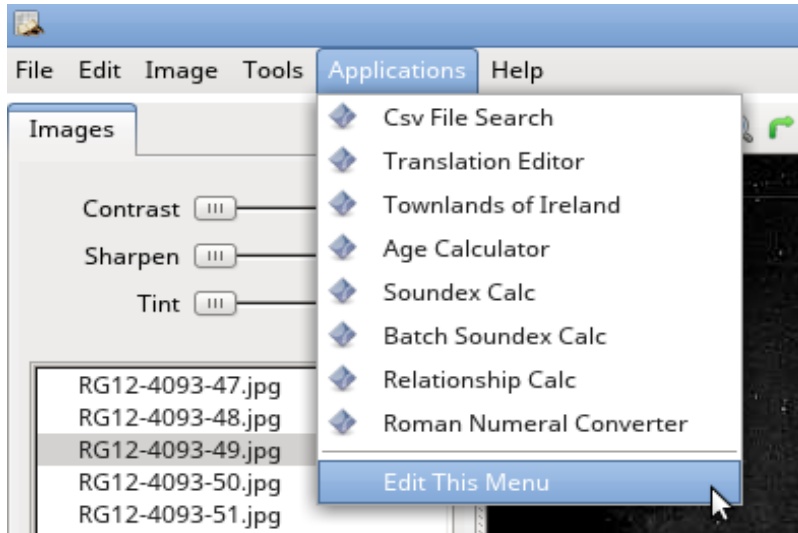 File Edit Image Tools Applications Help
Images
Contrast
Sharpen
Tint
RG12-4093-47.jpg
RG12-4093-48.jpg
RG12-4093-49.jpg
RG12-4093-50.jpg
RG12-4093-51.jpg
Csv File Search
Translation Editor
Townlands of Ireland
Age Calculator
Soundex Calc
Batch Soundex Calc
Relationship Calc
Roman Numeral Converter
Edit This Menu